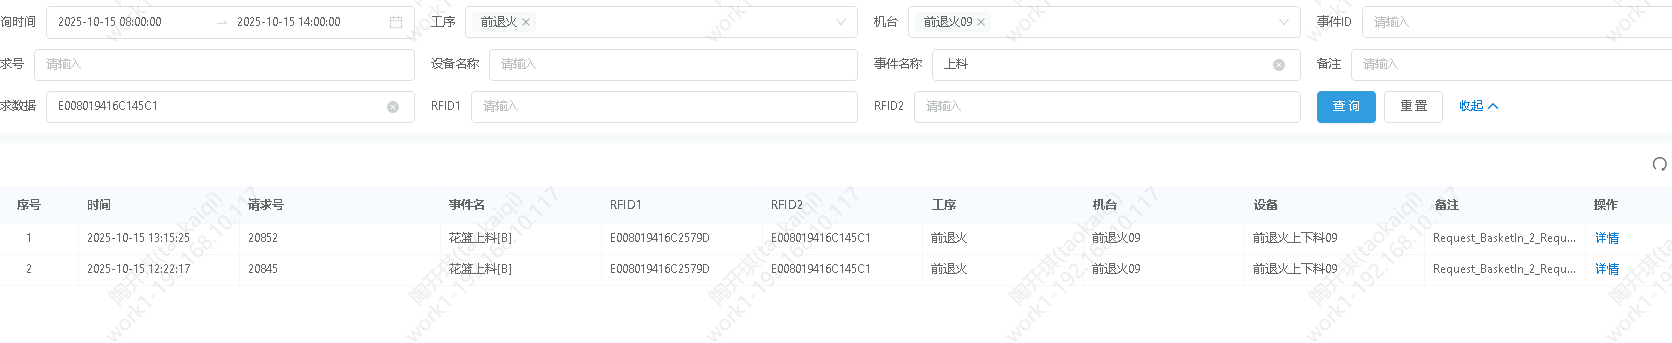 询时间 2025-10-15 08:00:00 → 2025-10-15 14:00:00 工序 前退火 × 机台 前退火09 × 事件ID 请输入
求号 请输入 设备名称 请输入 事件名称 上料 备注 请输入
求数据 E008019416C145C1 RFID1 请输入 RFID2 请输入 查询 重置 收起
序号 时间 请求号 事件名 RFID1 RFID2 工序 机台 设备 备注 操作
1 2025-10-15 13:15:25 20852 花篮上料[B] E008019416C2579D E008019416C145C1 前退火 前退火09 前退火上下料09 Request_BasketIn_2_Requ... 详情
2 2025-10-15 12:22:17 20845 花篮上料[B] E008019416C2579D E008019416C145C1 前退火 前退火09 前退火上下料09 Request_BasketIn_2_Requ... 详情
陶开琪(taokaiqi)
work1-192.168.10.117